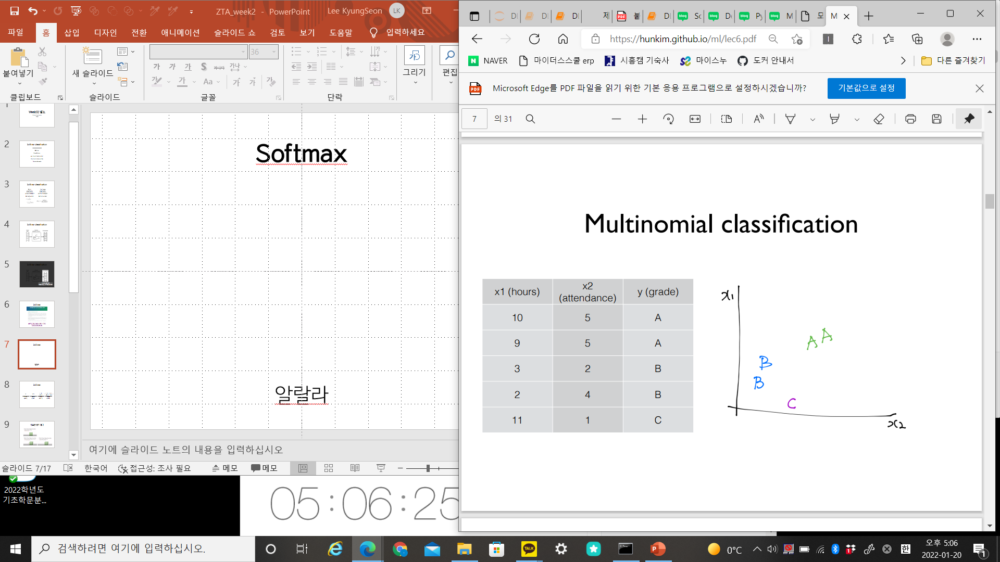 ZTA_week2 - PowerPoint
Lee KyungSeon
LK
파일
홈
삽입
디자인
전환
애니메이션
슬라이드 쇼
검토
보기
도움말
입력하세요
붙여넣기
새 슬라이드
36
그리기
편집
클립보드
슬라이드
글꼴
단락
2
3
4
5
6
7
8
9
Softmax
알랄라
여기에 슬라이드 노트의 내용을 입력하십시오
슬라이드 7/17
한국어
접근성: 조사 필요
메모
메모
2022학년도
기초학문분...
05:06:25
https://hunkim.github.io/ml/lec6.pdf
NAVER
마이더스스쿨 erp
시흥캠 기숙사
마이스누
도커 안내서
다른 즐겨찾기
Microsoft Edge를 PDF 파일을 읽기 위한 기본 응용 프로그램으로 설정하시겠습니까?
기본값으로 설정
7 의 31
Multinomial classification
x1 (hours) x2 (attendance) y (grade)
10 5 A
9 5 A
3 2 B
2 4 B
11 1 C
x1
A A
B
B
C
x2
검색하려면 여기에 입력하십시오.
0°C
한
오후 5:06
2022-01-20
1